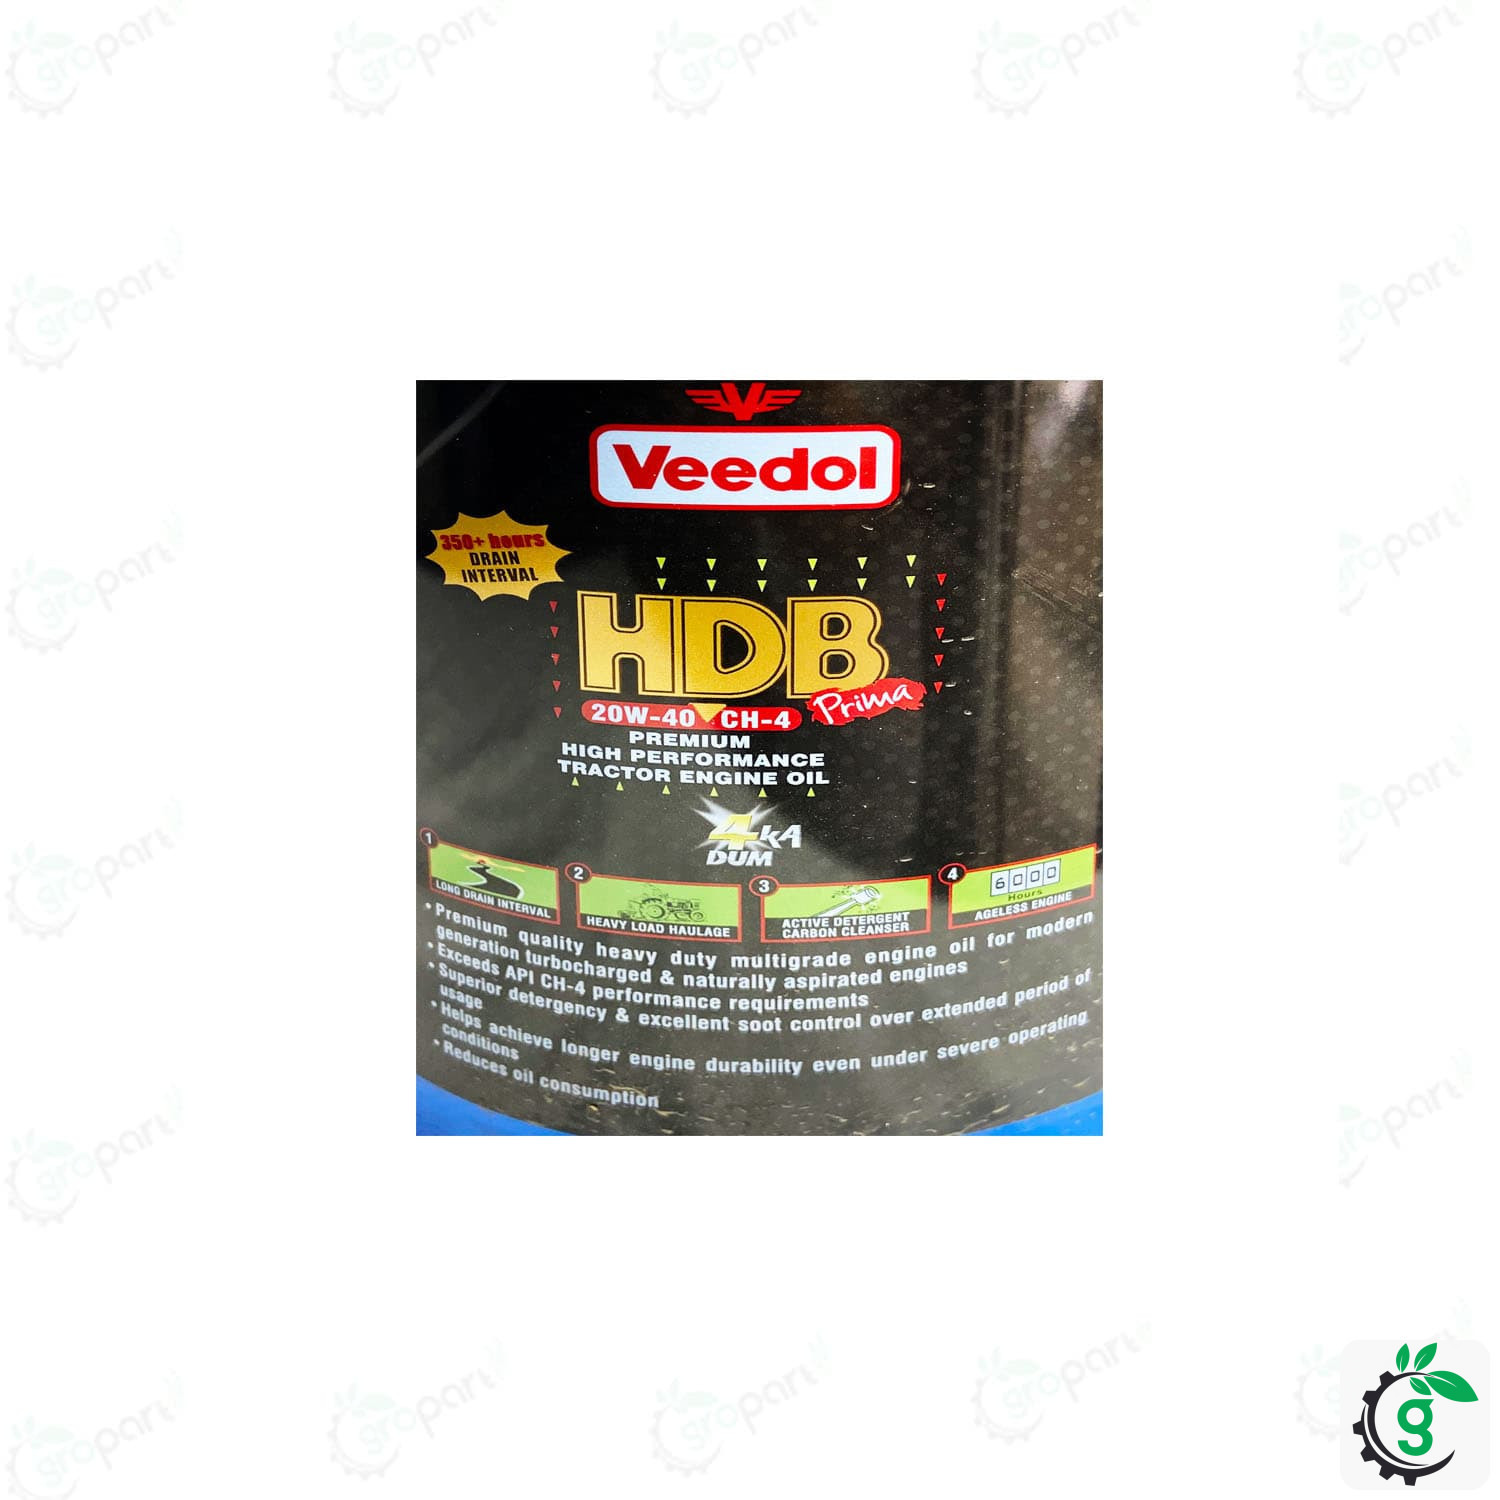 Veedol
350+ hours
DRAIN
INTERVAL
HDB
Prima
20W-40 CH-4
PREMIUM
HIGH PERFORMANCE
TRACTOR ENGINE OIL
4kA
DUM
1
LONG DRAIN INTERVAL
2
HEAVY LOAD HAULAGE
3
ACTIVE DETERGENT
CARBON CLEANSER
4
6000
Hours
AGELESS ENGINE
• Premium quality heavy duty multigrade engine oil for modern
generation turbocharged & naturally aspirated engines
• Exceeds API CH-4 performance requirements
• Superior detergency & excellent soot control over extended period of
usage
• Helps achieve longer engine durability even under severe operating
conditions
• Reduces oil consumption
gropart
g